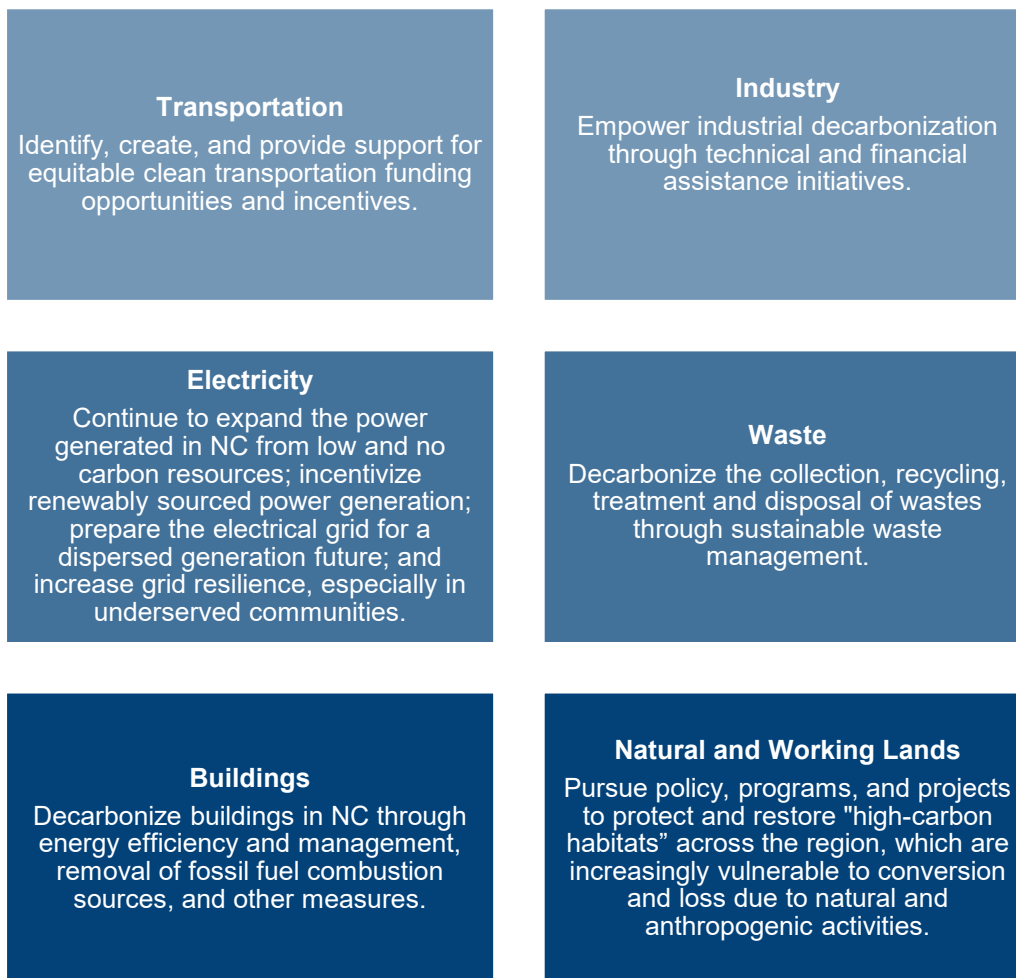 Transportation
Identify, create, and provide support for
equitable clean transportation funding
opportunities and incentives.
Industry
Empower industrial decarbonization
through technical and financial
assistance initiatives.
Electricity
Continue to expand the power
generated in NC from low and no
carbon resources; incentivize
renewably sourced power generation;
prepare the electrical grid for a
dispersed generation future; and
increase grid resilience, especially in
underserved communities.
Waste
Decarbonize the collection, recycling,
treatment and disposal of wastes
through sustainable waste
management.
Buildings
Decarbonize buildings in NC through
energy efficiency and management,
removal of fossil fuel combustion
sources, and other measures.
Natural and Working Lands
Pursue policy, programs, and projects
to protect and restore "high-carbon
habitats” across the region, which are
increasingly vulnerable to conversion
and loss due to natural and
anthropogenic activities.